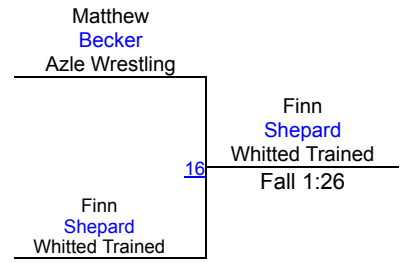 Matthew
Becker
Azle Wrestling
Finn
Shepard
Whitted Trained
16
Fall 1:26
Finn
Shepard
Whitted Trained